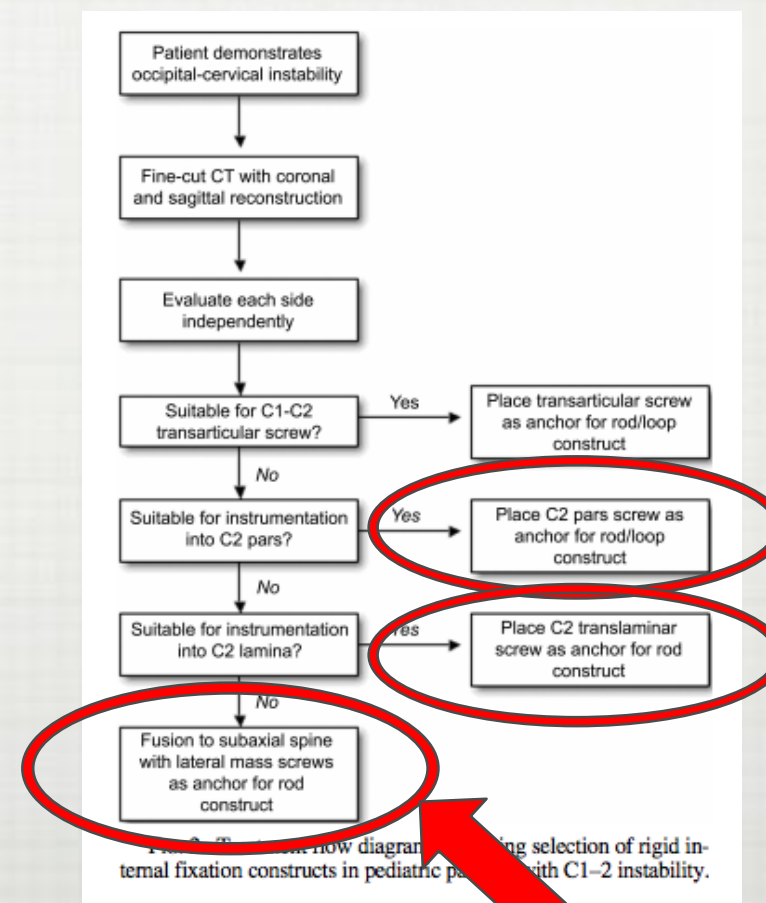 Patient demonstrates
occipital-cervical instability
Fine-cut CT with coronal
and sagittal reconstruction
Evaluate each side
independently
Suitable for C1-C2
transarticular screw?
Yes
Place transarticular screw
as anchor for rod/loop
construct
No
Suitable for instrumentation
into C2 pars?
Yes
Place C2 pars screw as
anchor for rod/loop
construct
No
Suitable for instrumentation
into C2 lamina?
Yes
Place C2 translaminar
screw as anchor for rod
construct
No
Fusion to subaxial spine
with lateral mass screws
as anchor for rod
construct
flow selection of rigid in-
ternal fixation constructs in pediatric with C1–2 instability.